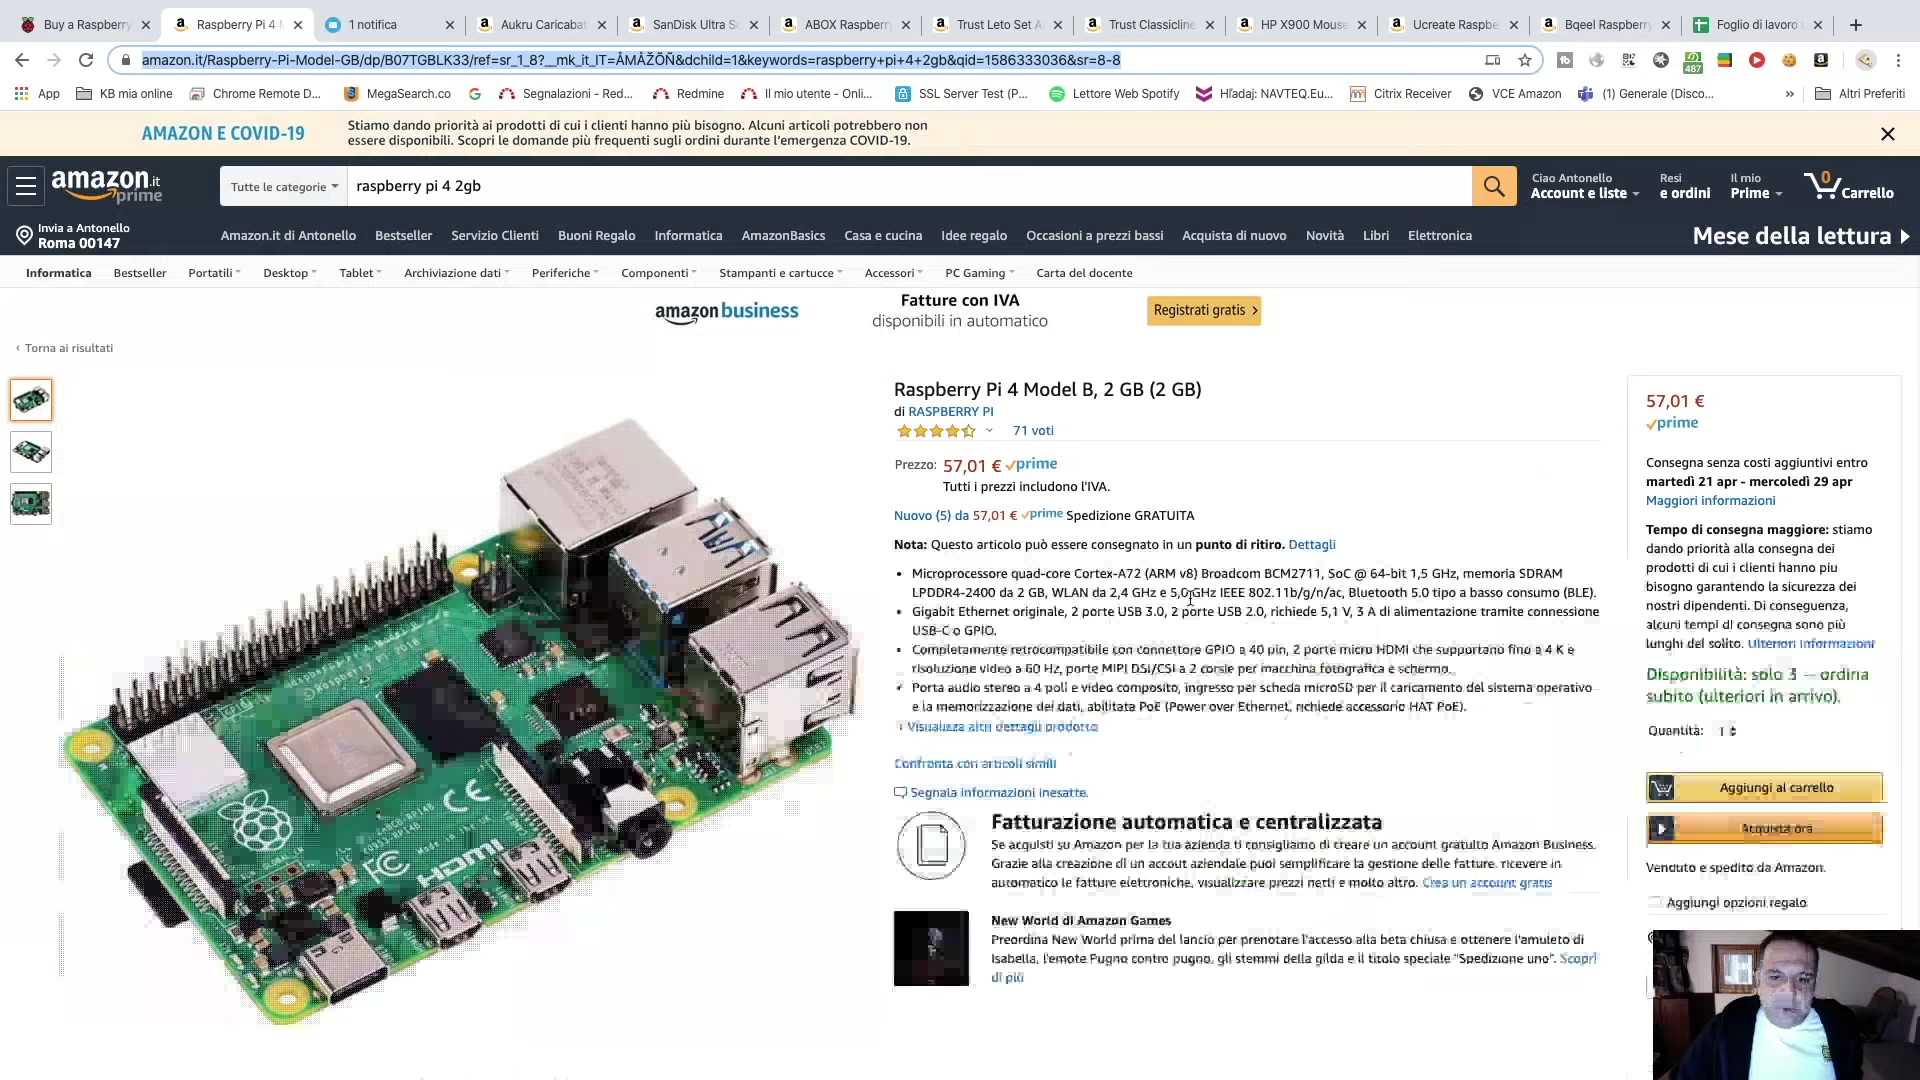 Buy a Raspberry
Raspberry Pi 4 M
1 notifica
Aukru Caricabat
SanDisk Ultra S
ABOX Raspberry
Trust Leto Set A
Trust Classicline
HP X900 Mouse
Ucreate Raspbe
Bqeel Raspberry
Foglio di lavoro
amazon.it/Raspberry-Pi-Model-GB/dp/B07TGBLK33/ref=sr_1_8?__mk_it_IT=ÅMÅŽÕÑ&dchild=1&keywords=raspberry+pi+4+2gb&qid=1586333036&sr=8-8
487
App
KB mia online
Chrome Remote D...
MegaSearch.co
Segnalazioni - Red...
Redmine
Il mio utente - Onli...
SSL Server Test (P...
Lettore Web Spotify
Hľadaj: NAVTEQ.Eu...
Citrix Receiver
VCE Amazon
(1) Generale (Disco...
»
Altri Preferiti
AMAZON E COVID-19
Stiamo dando priorità ai prodotti di cui i clienti hanno più bisogno. Alcuni articoli potrebbero non
essere disponibili. Scopri le domande più frequenti sugli ordini durante l'emergenza COVID-19.
amazon.it
prime
Tutte le categorie
raspberry pi 4 2gb
Ciao Antonello
Account e liste
Resi
e ordini
Il mio
Prime
0
Carrello
Invia a Antonello
Roma 00147
Amazon.it di Antonello
Bestseller
Servizio Clienti
Buoni Regalo
Informatica
AmazonBasics
Casa e cucina
Idee regalo
Occasioni a prezzi bassi
Acquista di nuovo
Novità
Libri
Elettronica
Mese della lettura
Informatica
Bestseller
Portatili
Desktop
Tablet
Archiviazione dati
Periferiche
Componenti
Stampanti e cartucce
Accessori
PC Gaming
Carta del docente
amazon business
Fatture con IVA
disponibili in automatico
Registrati gratis ›
‹ Torna ai risultati
Raspberry Pi 4 Model B, 2 GB (2 GB)
di RASPBERRY PI
71 voti
Prezzo: 57,01 € prime
Tutti i prezzi includono l'IVA.
Nuovo (5) da 57,01 € prime Spedizione GRATUITA
Nota: Questo articolo può essere consegnato in un punto di ritiro. Dettagli
• Microprocessore quad-core Cortex-A72 (ARM v8) Broadcom BCM2711, SoC @ 64-bit 1,5 GHz, memoria SDRAM
LPDDR4-2400 da 2 GB, WLAN da 2,4 GHz e 5,0 GHz IEEE 802.11b/g/n/ac, Bluetooth 5.0 tipo a basso consumo (BLE).
• Gigabit Ethernet originale, 2 porte USB 3.0, 2 porte USB 2.0, richiede 5,1 V, 3 A di alimentazione tramite connessione
USB-C o GPIO.
• Completamente retrocompatibile con connettore GPIO a 40 pin, 2 porte micro HDMI che supportano fino a 4 K e
risoluzione video a 60 Hz, porte MIPI DSI/CSI a 2 corsie per macchina fotografica e schermo.
• Porta audio stereo a 4 poli e video composito, ingresso per scheda microSD per il caricamento del sistema operativo
e la memorizzazione dei dati, abilitata PoE (Power over Ethernet, richiede accessorio HAT PoE).
› Visualizza altri dettagli prodotto
Confronta con articoli simili
Segnala informazioni inesatte.
Fatturazione automatica e centralizzata
Se acquisti su Amazon per la tua azienda ti consigliamo di creare un account gratuito Amazon Business.
Grazie alla creazione di un accout aziendale puoi semplificare la gestione delle fatture, ricevere in
automatico le fatture elettroniche, visualizzare prezzi netti e molto altro. Crea un account gratis
New World di Amazon Games
Preordina New World prima del lancio per prenotare l'accesso alla beta chiusa e ottenere l'amuleto di
Isabella, l'emote Pugno contro pugno, gli stemmi della gilda e il titolo speciale "Spedizione uno". Scopri
di più
57,01 €
prime
Consegna senza costi aggiuntivi entro
martedì 21 apr - mercoledì 29 apr
Maggiori informazioni
Tempo di consegna maggiore: stiamo
dando priorità alla consegna dei
prodotti di cui i clienti hanno piu
bisogno garantendo la sicurezza dei
nostri dipendenti. Di conseguenza,
alcuni tempi di consegna sono più
lunghi del solito. Ulteriori informazioni
Disponibilità: solo 3 -- ordina
subito (ulteriori in arrivo).
Quantità: 1
Aggiungi al carrello
Acquista ora
Venduto e spedito da Amazon.
Aggiungi opzioni regalo
HDMI
FC CE